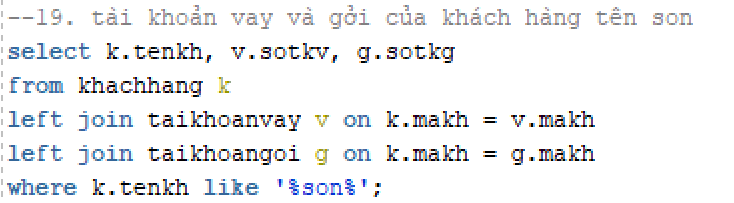 --19. tài khoản vay và gởi của khách hàng tên son
select k.tenkh, v.sotkv, g.sotkg
from khachhang k
left join taikhoanvay v on k.makh = v.makh
left join taikhoangoi g on k.makh = g.makh
where k.tenkh like '%son%';